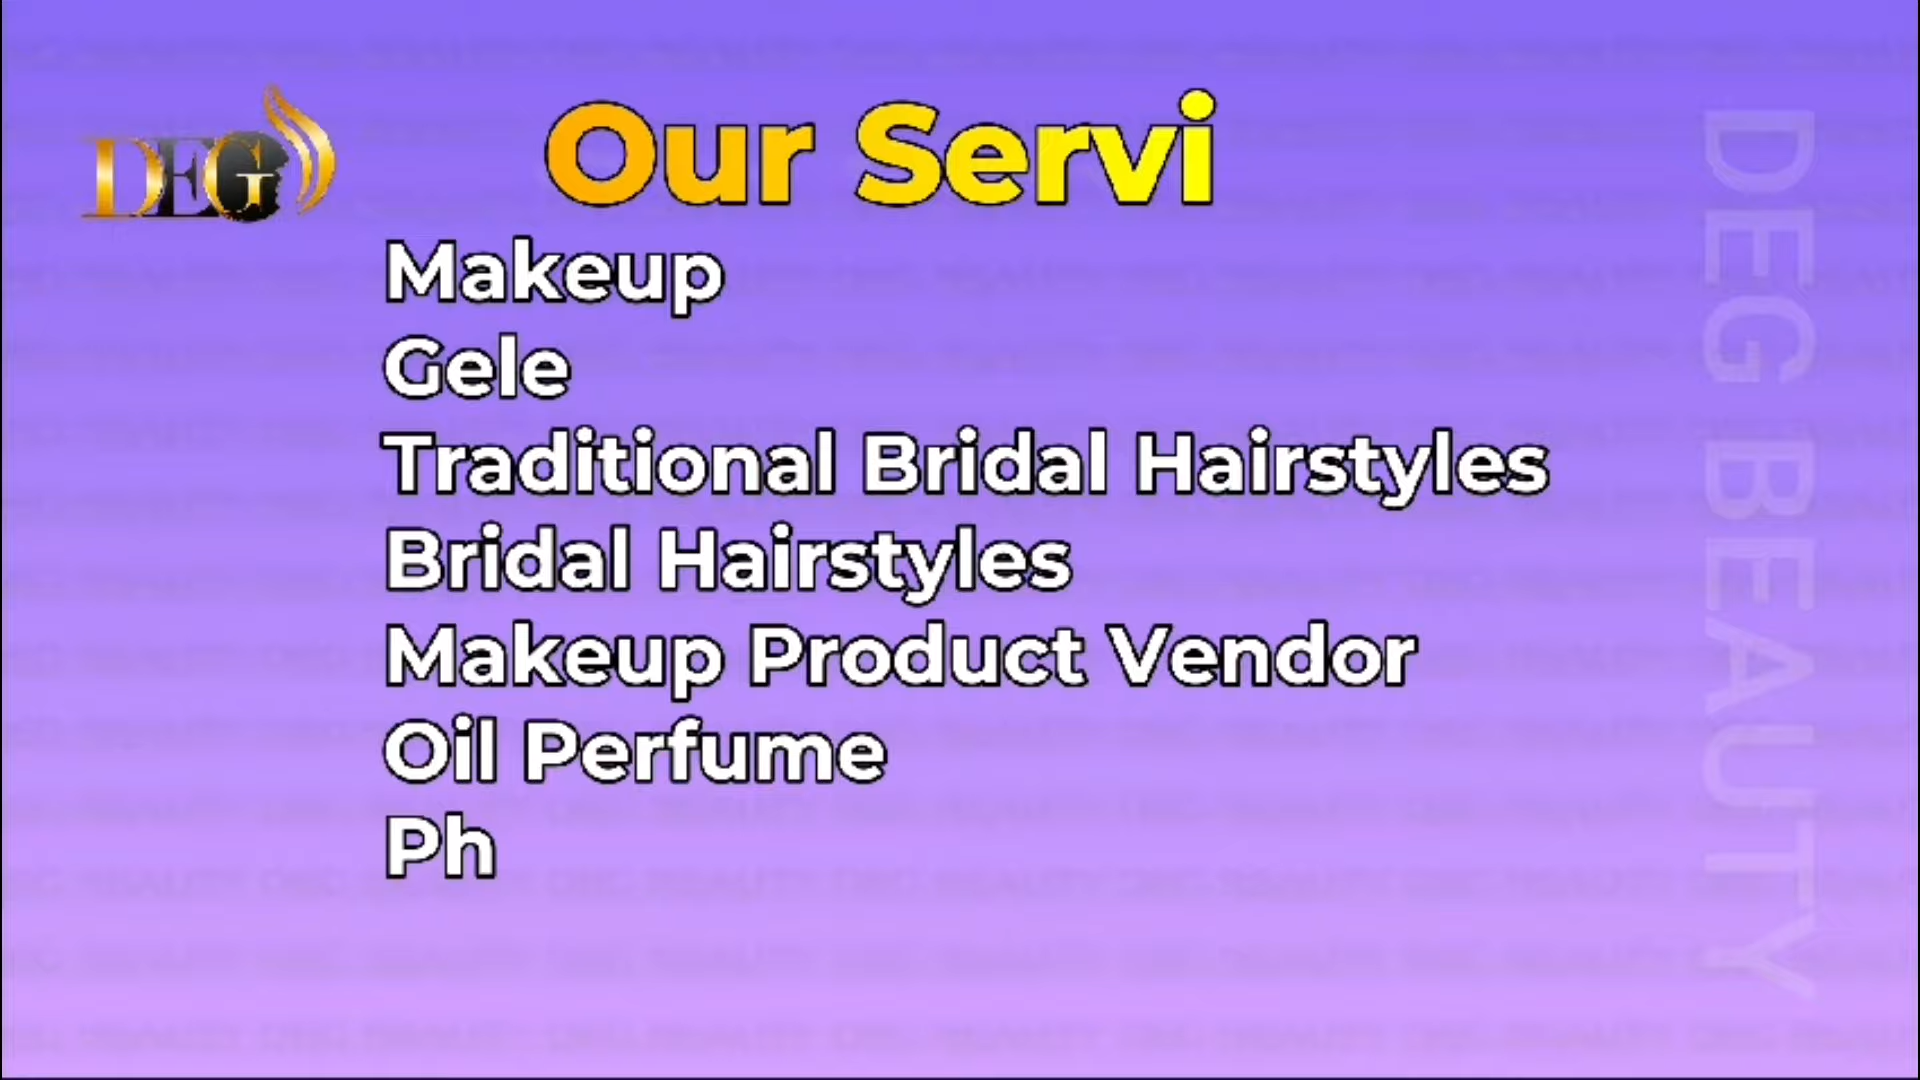 DEG
Our Servi
Makeup
Gele
Traditional Bridal Hairstyles
Bridal Hairstyles
Makeup Product Vendor
Oil Perfume
Ph
DEG BEAUTY